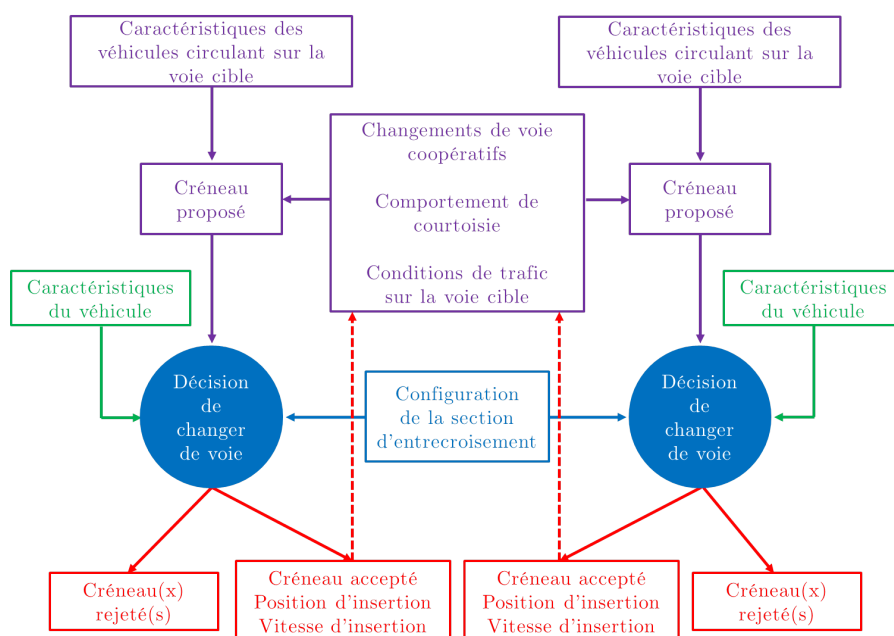 Caractéristiques des
véhicules circulant sur la
voie cible
Caractéristiques des
véhicules circulant sur la
voie cible
Changements de voie
coopératifs
Comportement de
courtoisie
Conditions de trafic
sur la voie cible
Créneau
proposé
Créneau
proposé
Caractéristiques
du véhicule
Caractéristiques
du véhicule
Décision
de
changer
de voie
Configuration
de la section
d'entrecroisement
Décision
de
changer
de voie
Créneau(x)
rejeté(s)
Créneau accepté
Position d'insertion
Vitesse d'insertion
Créneau accepté
Position d'insertion
Vitesse d'insertion
Créneau(x)
rejeté(s)